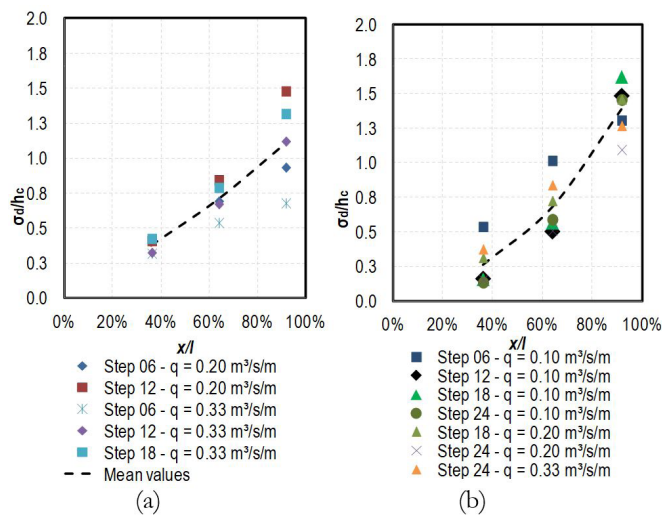 2.0
1.8
1.5
1.3
1.0
0.8
0.5
0.3
0.0
σd/hc
0% 20% 40% 60% 80% 100%
x/l
Step 06 - q = 0.20 m³/s/m
Step 12 - q = 0.20 m³/s/m
Step 06 - q = 0.33 m³/s/m
Step 12 - q = 0.33 m³/s/m
Step 18 - q = 0.33 m³/s/m
Mean values
(a)
2.0
1.8
1.5
1.3
1.0
0.8
0.5
0.3
0.0
σd/hc
0% 20% 40% 60% 80% 100%
x/l
Step 06 - q = 0.10 m³/s/m
Step 12 - q = 0.10 m³/s/m
Step 18 - q = 0.10 m³/s/m
Step 24 - q = 0.10 m³/s/m
Step 18 - q = 0.20 m³/s/m
Step 24 - q = 0.20 m³/s/m
Step 24 - q = 0.33 m³/s/m
(b)